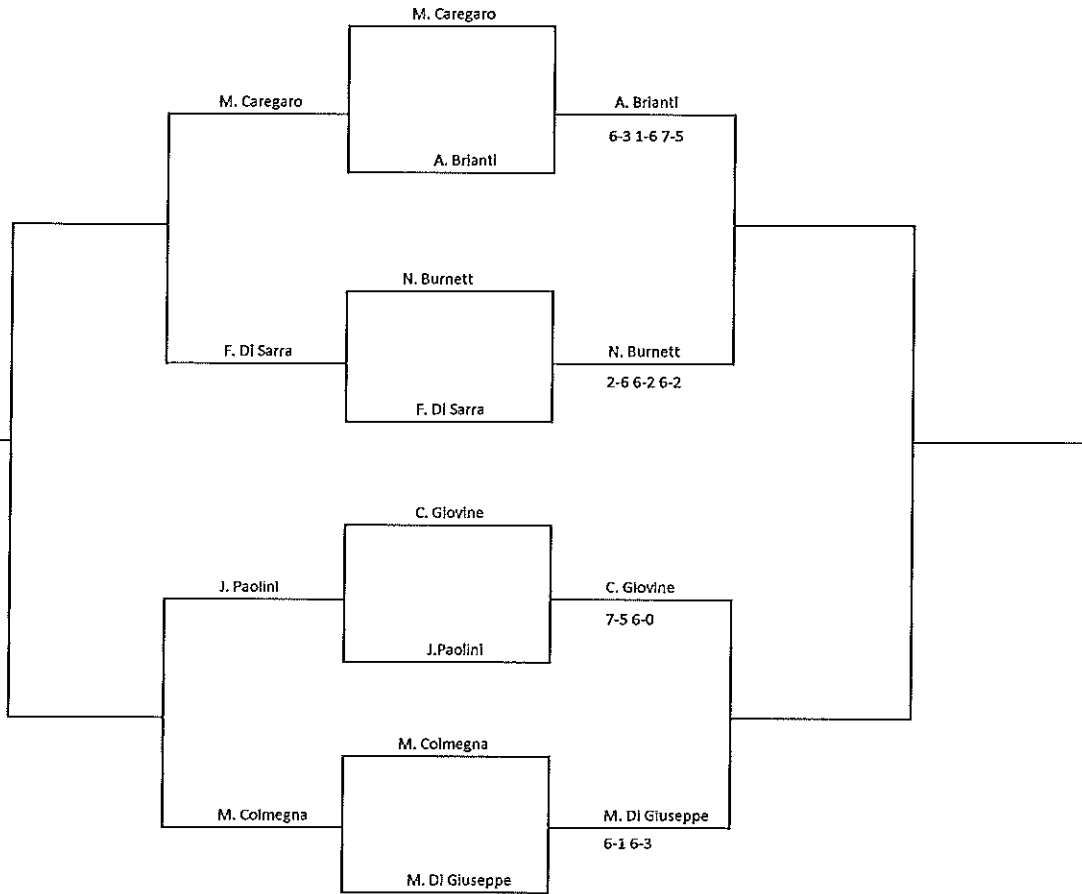 M. Caregaro
M. Caregaro
A. Brianti
6-3 1-6 7-5
A. Brianti
N. Burnett
F. Di Sarra
N. Burnett
2-6 6-2 6-2
F. Di Sarra
C. Giovine
J. Paolini
C. Giovine
7-5 6-0
J.Paolini
M. Colmegna
M. Colmegna
M. Di Giuseppe
6-1 6-3
M. Di Giuseppe